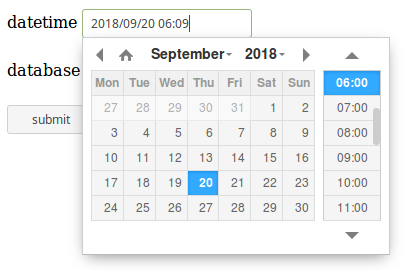 datetime 2018/09/20 06:09
September 2018
database
Mon Tue Wed Thu Fri Sat Sun
27 28 29 30 31 1 2
3 4 5 6 7 8 9
10 11 12 13 14 15 16
17 18 19 20 21 22 23
24 25 26 27 28 29 30
06:00
07:00
08:00
09:00
10:00
11:00
submit